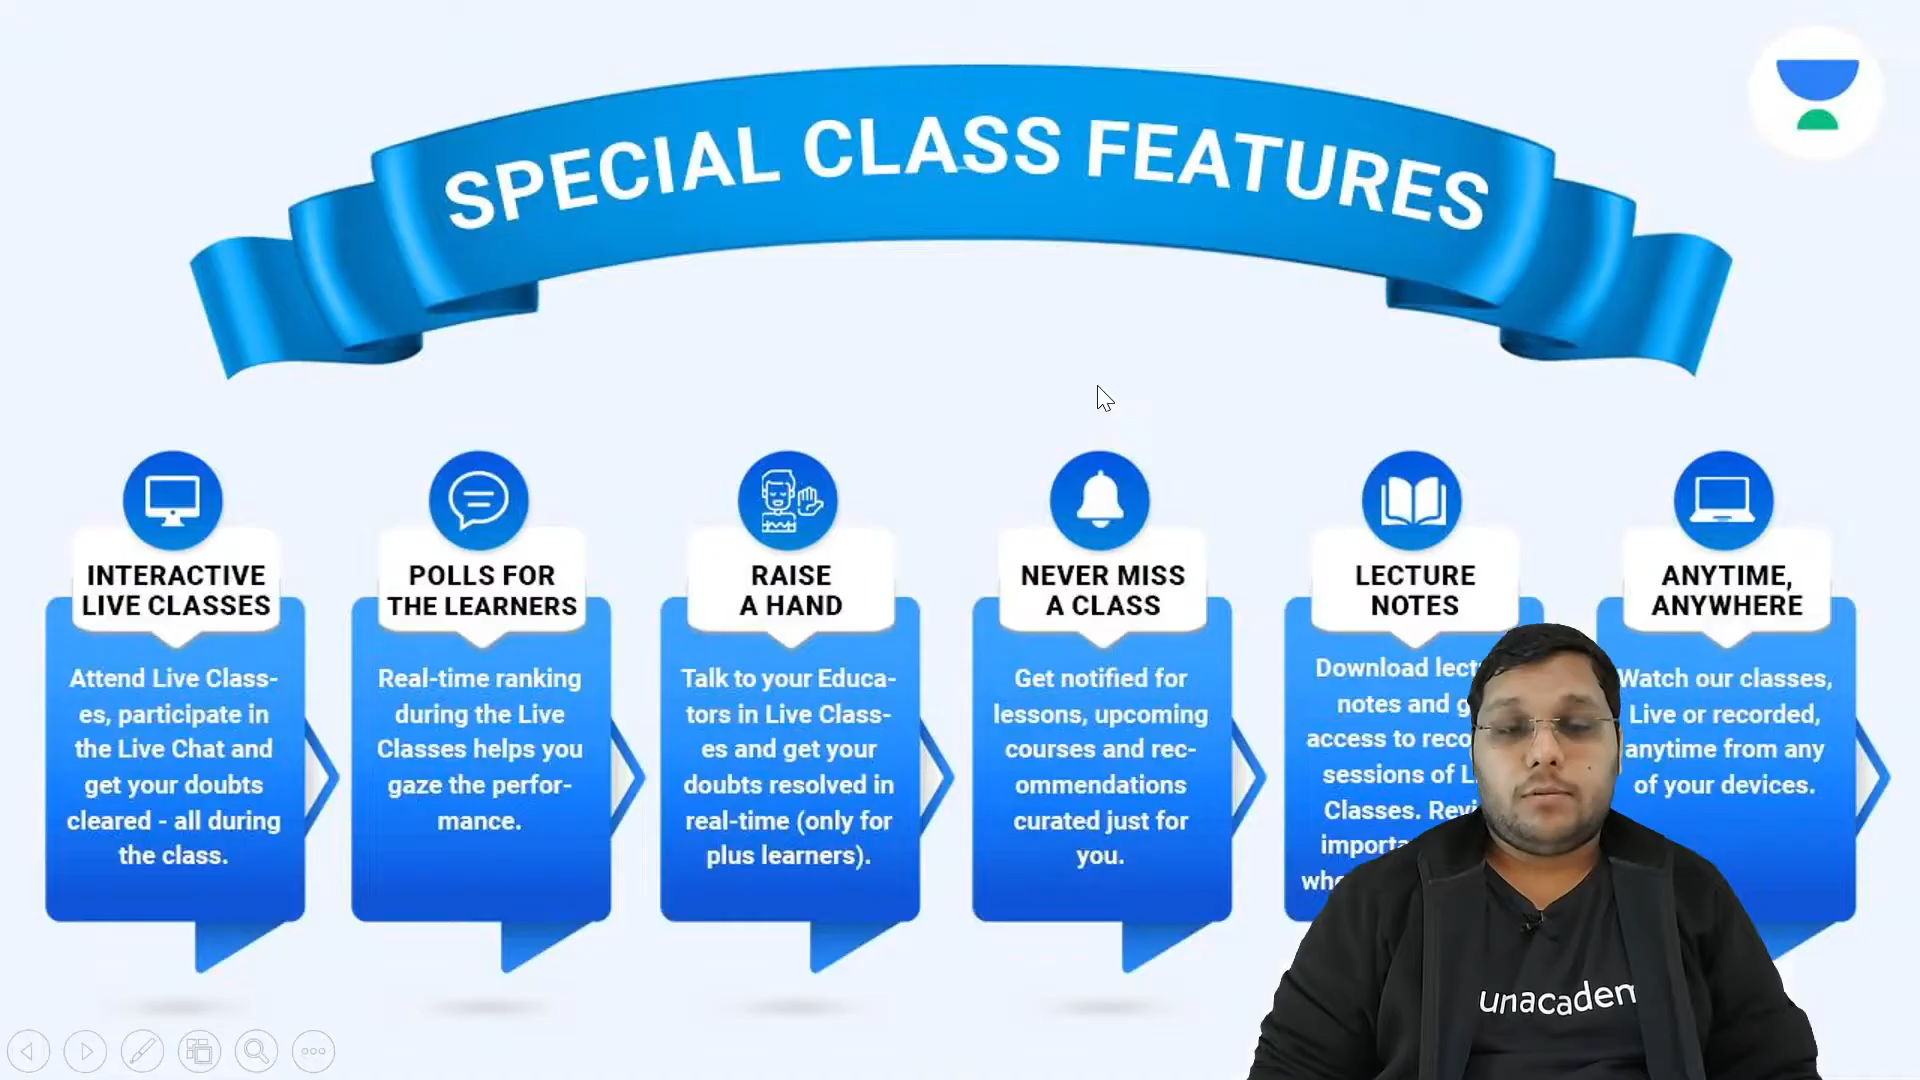 SPECIAL CLASS FEATURES
INTERACTIVE
LIVE CLASSES
Attend Live Class-
es, participate in
the Live Chat and
get your doubts
cleared - all during
the class.
POLLS FOR
THE LEARNERS
Real-time ranking
during the Live
Classes helps you
gaze the perfor-
mance.
RAISE
A HAND
Talk to your Educa-
tors in Live Class-
es and get your
doubts resolved in
real-time (only for
plus learners).
NEVER MISS
A CLASS
Get notified for
lessons, upcoming
courses and rec-
ommendations
curated just for
you.
LECTURE
NOTES
Download
notes and
access to
sessions of
Classes.
ANYTIME,
ANYWHERE
Watch our classes,
Live or recorded,
anytime from any
of your devices.
unacadem